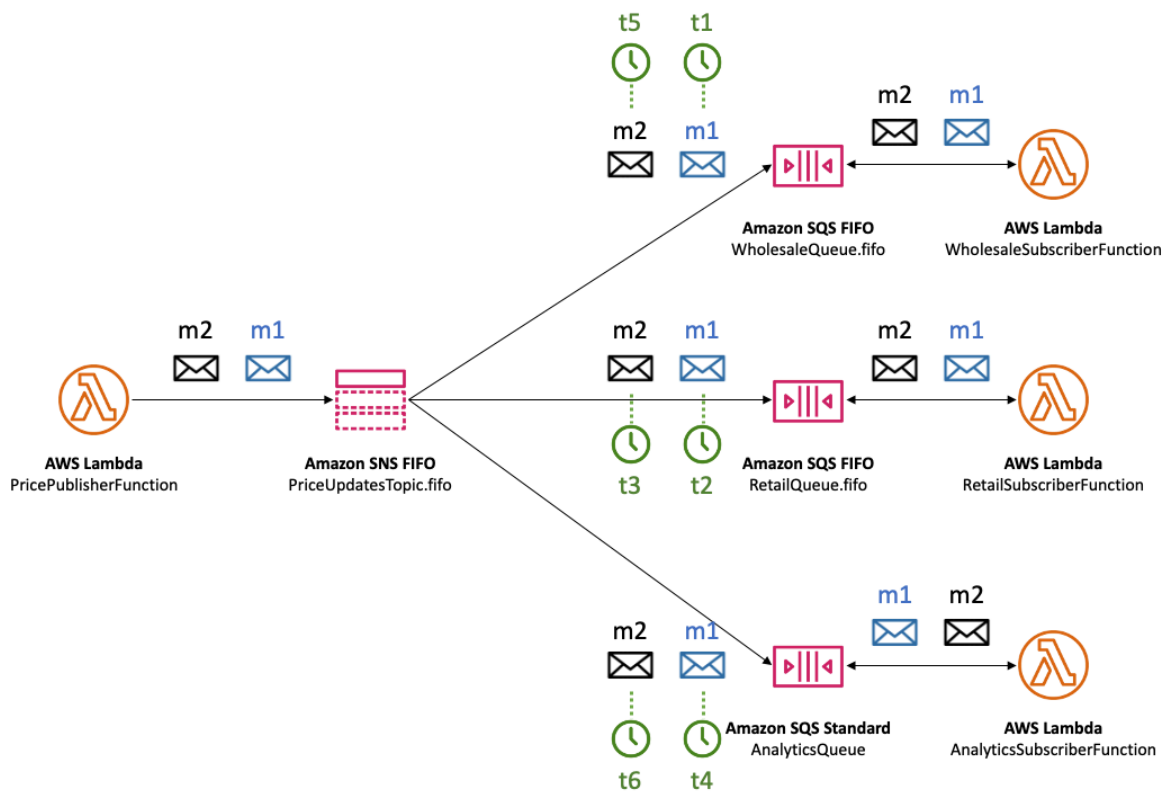 t5 t1
m2 m1
m2 m1
Amazon SQS FIFO
WholesaleQueue.fifo
AWS Lambda
WholesaleSubscriberFunction
m2 m1
AWS Lambda
PricePublisherFunction
Amazon SNS FIFO
PriceUpdatesTopic.fifo
m2 m1
t3 t2
m2 m1
Amazon SQS FIFO
RetailQueue.fifo
AWS Lambda
RetailSubscriberFunction
m2 m1
t6 t4
m1 m2
Amazon SQS Standard
AnalyticsQueue
AWS Lambda
AnalyticsSubscriberFunction